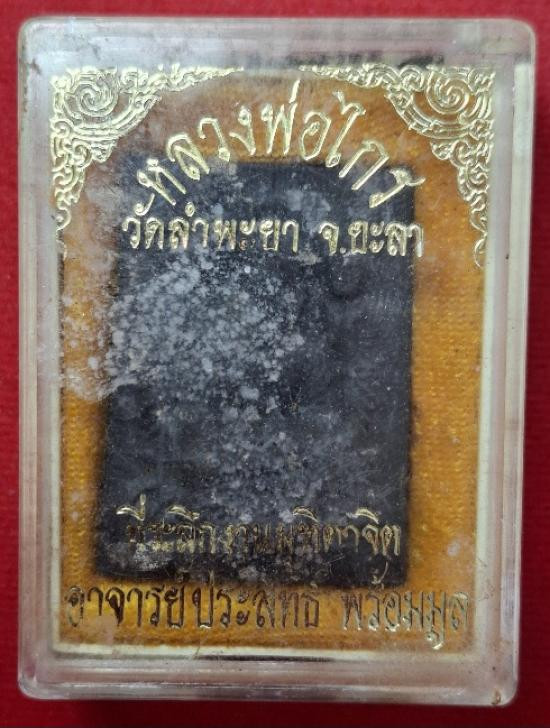 หลวงพ่อไกร
วัดลำพะยา จ.ยะลา
ที่ระลึกงานมุทิตาจิต
อาจารย์ประสิทธิ์ พร้อมมูล